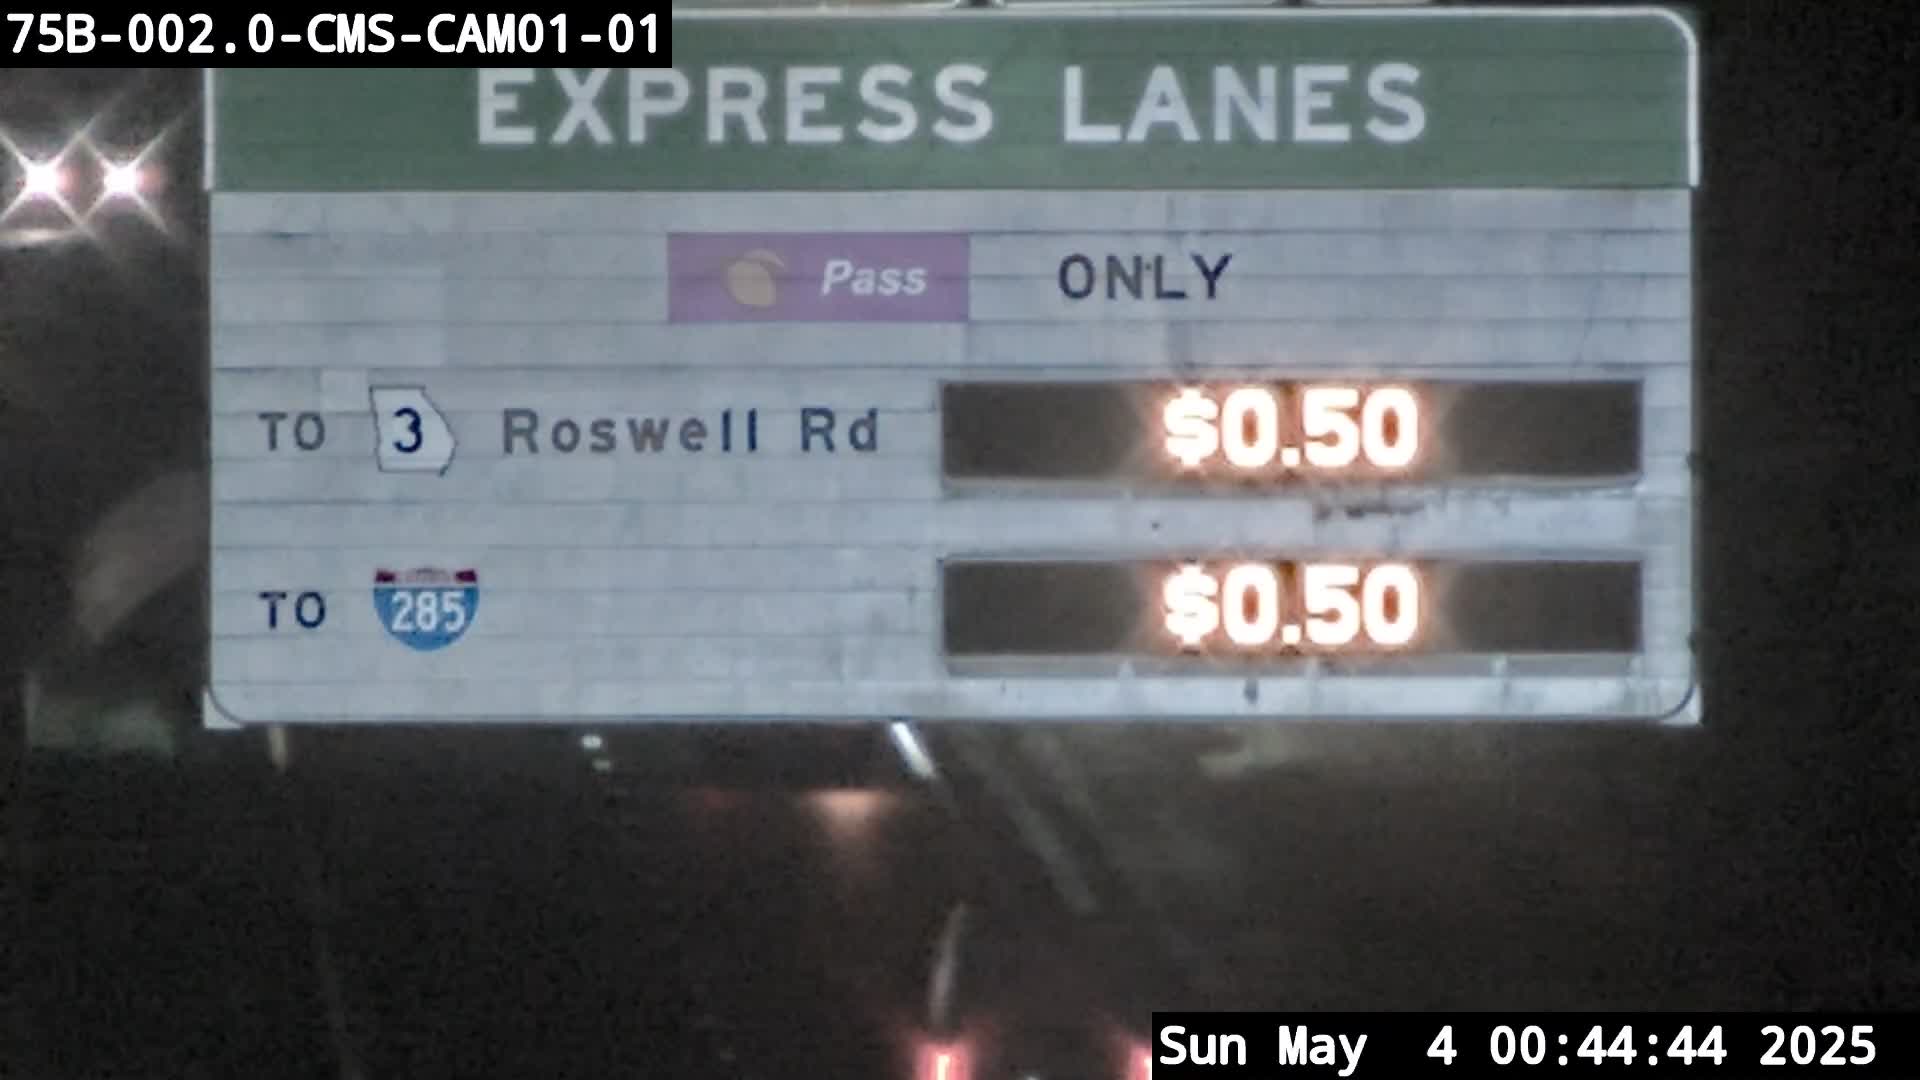 75B-002.0-CMS-CAM01-01
EXPRESS LANES
Pass ONLY
TO 3 Roswell Rd $0.50
TO 285 $0.50
Sun May 4 00:44:44 2025